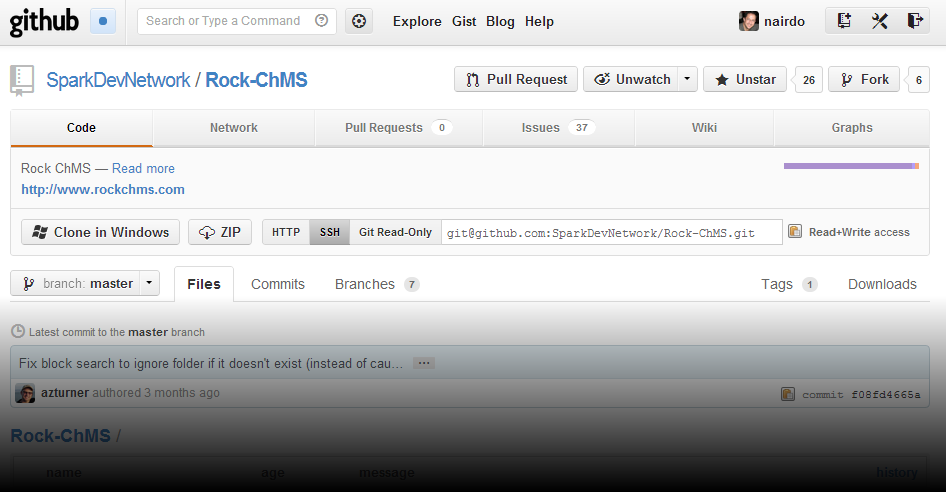 github Search or Type a Command Explore Gist Blog Help nairdo
SparkDevNetwork / Rock-ChMS Pull Request Unwatch Unstar 26 Fork 6
Code Network Pull Requests 0 Issues 37 Wiki Graphs
Rock ChMS — Read more
http://www.rockchms.com
Clone in Windows ZIP HTTP SSH Git Read-Only git@github.com:SparkDevNetwork/Rock-ChMS.git Read+Write access
branch: master Files Commits Branches 7 Tags 1 Downloads
Latest commit to the master branch
Fix block search to ignore folder if it doesn't exist (instead of cau… ...
azturner authored 3 months ago commit f08fd4665a
Rock-ChMS /
name age message history